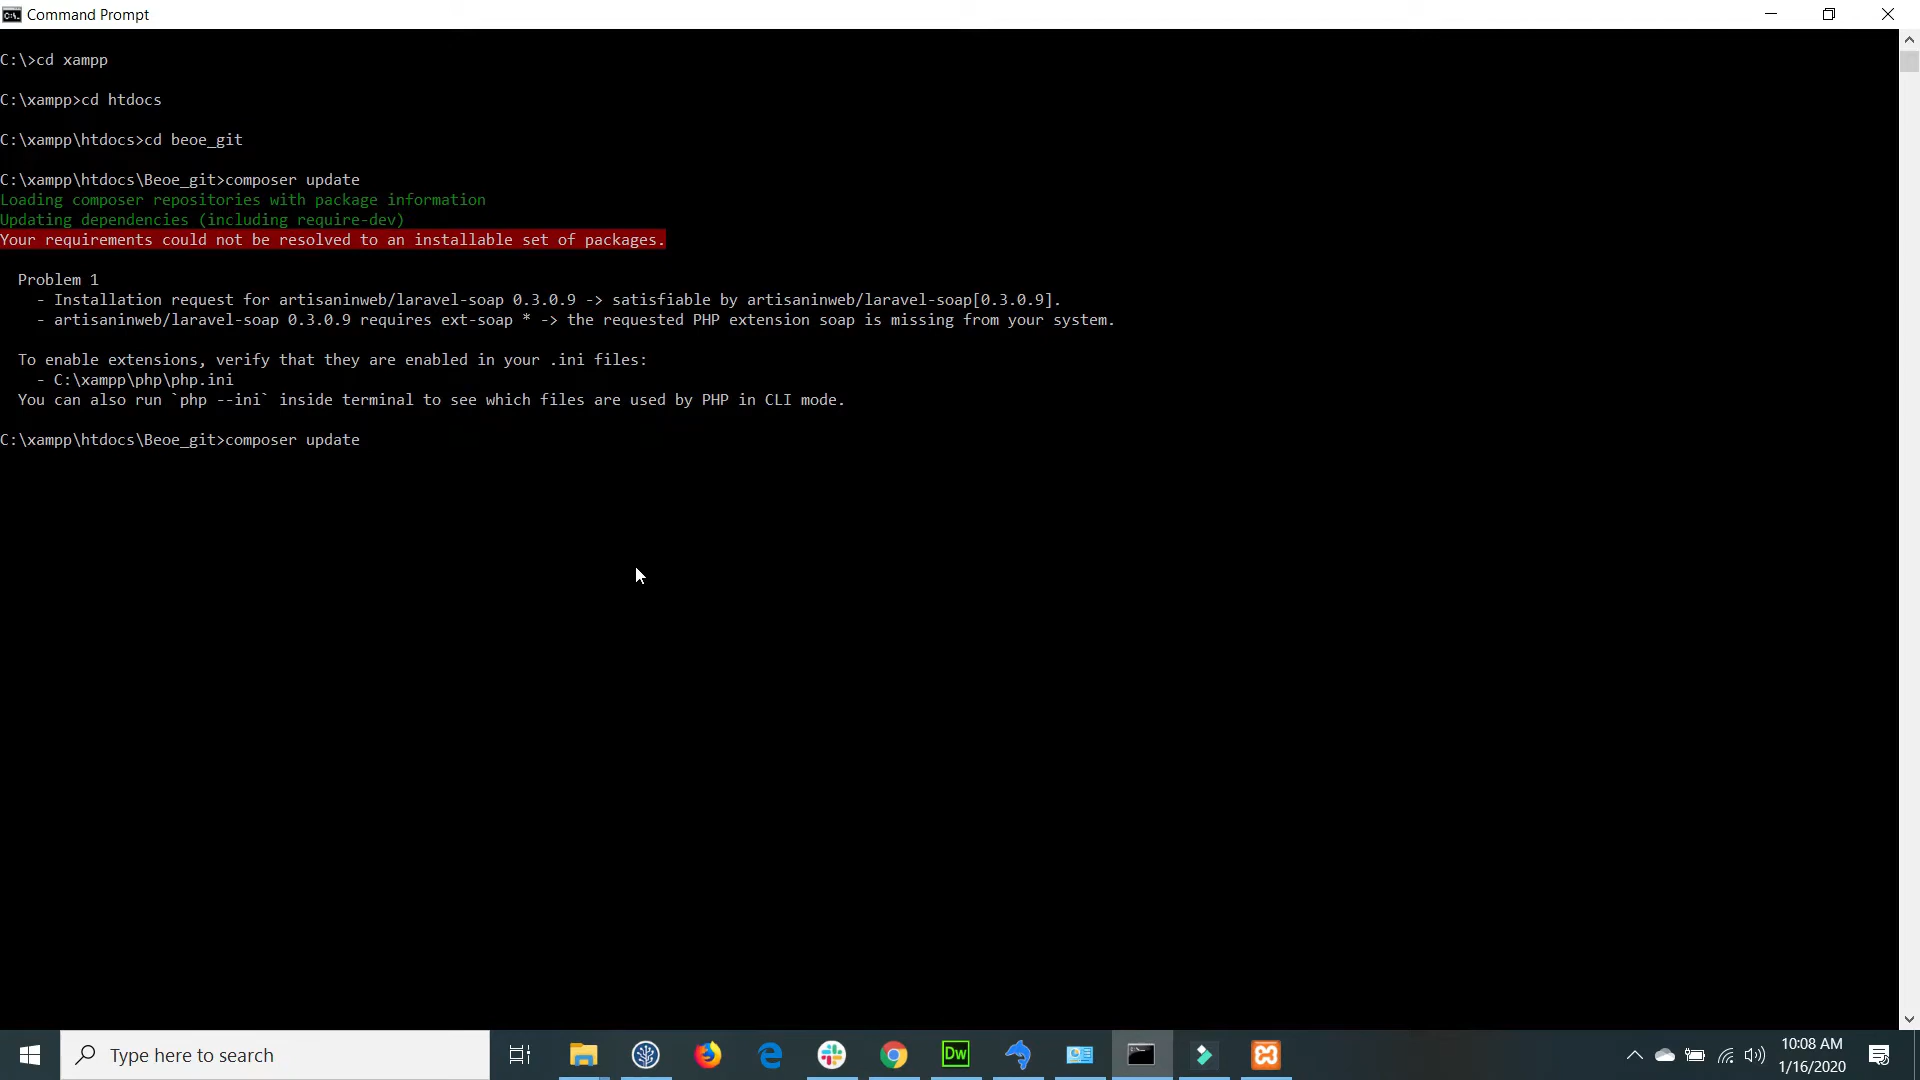 Command Prompt
C:\>cd xampp
C:\xampp>cd htdocs
C:\xampp\htdocs>cd beoe_git
C:\xampp\htdocs\Beoe_git>composer update
Loading composer repositories with package information
Updating dependencies (including require-dev)
Your requirements could not be resolved to an installable set of packages.
Problem 1
- Installation request for artisaninweb/laravel-soap 0.3.0.9 -> satisfiable by artisaninweb/laravel-soap[0.3.0.9].
- artisaninweb/laravel-soap 0.3.0.9 requires ext-soap * -> the requested PHP extension soap is missing from your system.
To enable extensions, verify that they are enabled in your .ini files:
- C:\xampp\php\php.ini
You can also run `php --ini` inside terminal to see which files are used by PHP in CLI mode.
C:\xampp\htdocs\Beoe_git>composer update
Type here to search
Dw
10:08 AM
1/16/2020